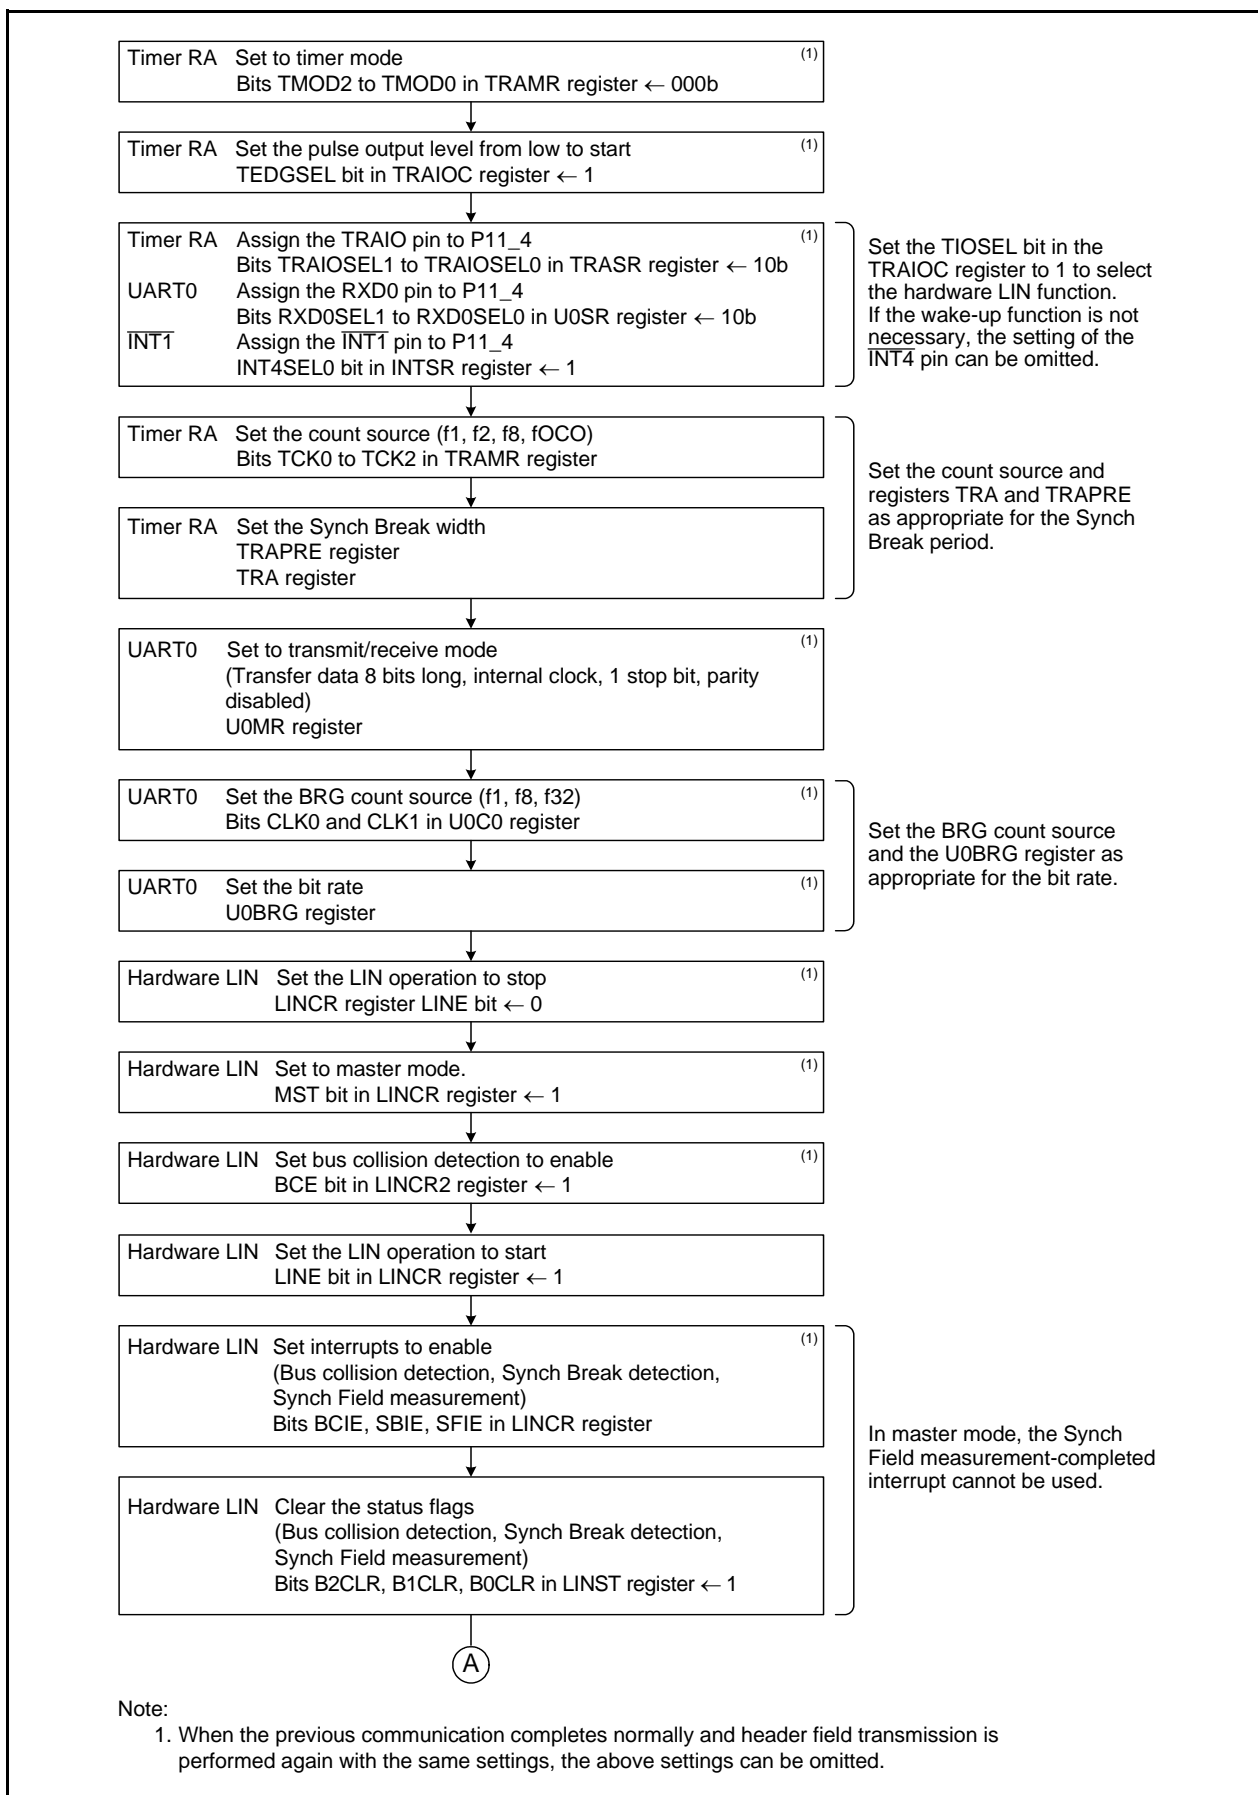 Timer RA Set to timer mode (1)
Bits TMOD2 to TMOD0 in TRAMR register ← 000b
Timer RA Set the pulse output level from low to start (1)
TEDGSEL bit in TRAIOC register ← 1
Timer RA Assign the TRAIO pin to P11_4 (1)
Bits TRAIOSEL1 to TRAIOSEL0 in TRASR register ← 10b
UART0 Assign the RXD0 pin to P11_4
Bits RXD0SEL1 to RXD0SEL0 in U0SR register ← 10b
INT1 Assign the INT1 pin to P11_4
INT4SEL0 bit in INTSR register ← 1
Set the TIOSEL bit in the
TRAIOC register to 1 to select
the hardware LIN function.
If the wake-up function is not
necessary, the setting of the
INT4 pin can be omitted.
Timer RA Set the count source (f1, f2, f8, fOCO)
Bits TCK0 to TCK2 in TRAMR register
Timer RA Set the Synch Break width
TRAPRE register
TRA register
Set the count source and
registers TRA and TRAPRE
as appropriate for the Synch
Break period.
UART0 Set to transmit/receive mode (1)
(Transfer data 8 bits long, internal clock, 1 stop bit, parity
disabled)
U0MR register
UART0 Set the BRG count source (f1, f8, f32) (1)
Bits CLK0 and CLK1 in U0C0 register
UART0 Set the bit rate (1)
U0BRG register
Set the BRG count source
and the U0BRG register as
appropriate for the bit rate.
Hardware LIN Set the LIN operation to stop (1)
LINCR register LINE bit ← 0
Hardware LIN Set to master mode. (1)
MST bit in LINCR register ← 1
Hardware LIN Set bus collision detection to enable (1)
BCE bit in LINCR2 register ← 1
Hardware LIN Set the LIN operation to start
LINE bit in LINCR register ← 1
Hardware LIN Set interrupts to enable (1)
(Bus collision detection, Synch Break detection,
Synch Field measurement)
Bits BCIE, SBIE, SFIE in LINCR register
Hardware LIN Clear the status flags
(Bus collision detection, Synch Break detection,
Synch Field measurement)
Bits B2CLR, B1CLR, B0CLR in LINST register ← 1
In master mode, the Synch
Field measurement-completed
interrupt cannot be used.
A
Note:
1. When the previous communication completes normally and header field transmission is
performed again with the same settings, the above settings can be omitted.